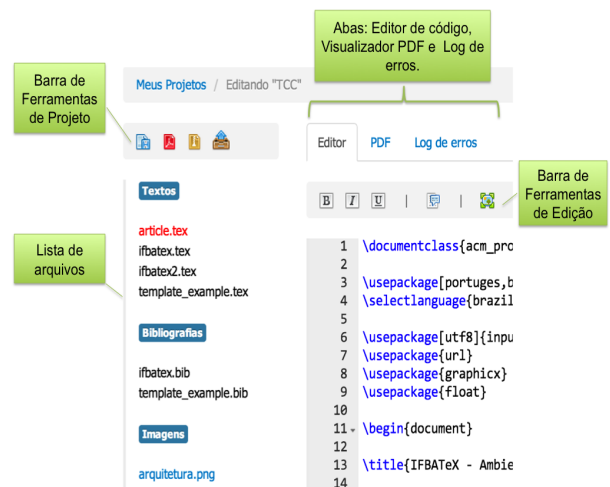 Abas: Editor de código,
Visualizador PDF e Log de
erros.
Barra de
Ferramentas
de Projeto
Meus Projetos / Editando "TCC"
Editor PDF Log de erros
Barra de
Ferramentas
de Edição
B I U | |
Lista de
arquivos
Textos
article.tex
ifbatex.tex
ifbatex2.tex
template_example.tex
Bibliografias
ifbatex.bib
template_example.bib
Imagens
arquitetura.png
1 \documentclass{acm_pro
2
3 \usepackage[portuges,b
4 \selectlanguage{brazil
5
6 \usepackage[utf8]{inpu
7 \usepackage{url}
8 \usepackage{graphicx}
9 \usepackage{float}
10
11 \begin{document}
12
13 \title{IFBATeX - Ambie
14